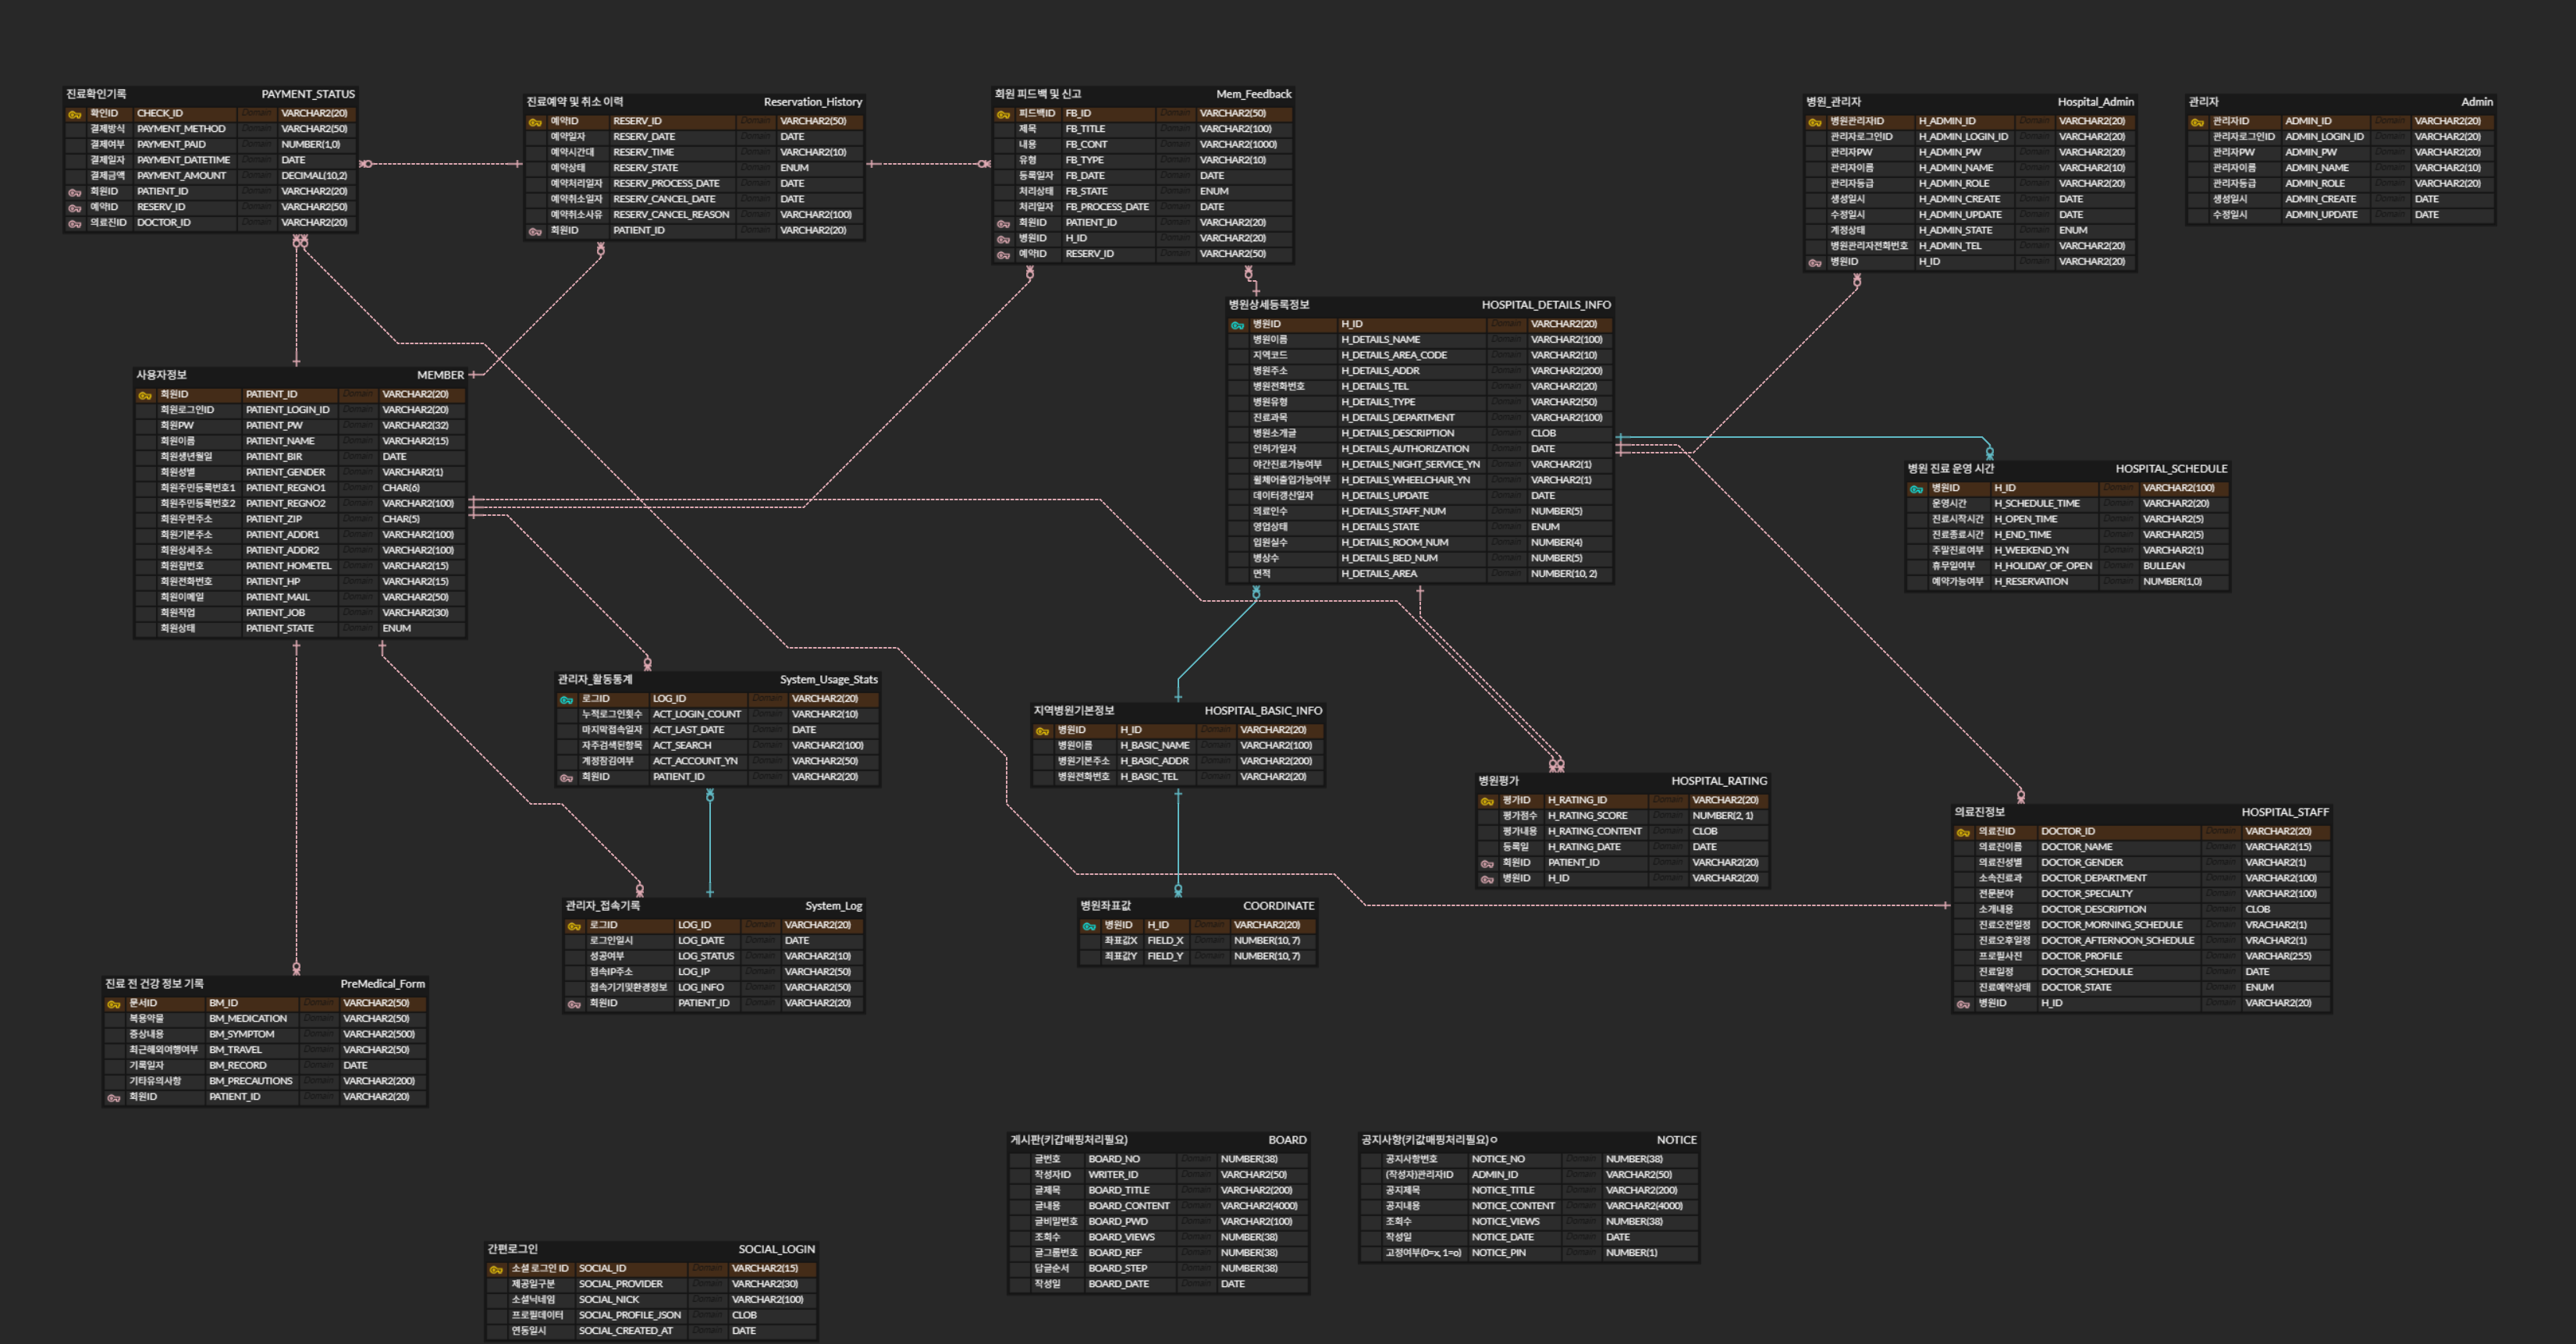 진료확인기록 PAYMENT_STATUS
확인ID CHECK_ID Domain VARCHAR2(20)
결제방식 PAYMENT_METHOD Domain VARCHAR2(50)
결제여부 PAYMENT_PAID Domain NUMBER(1,0)
결제일자 PAYMENT_DATETIME Domain DATE
결제금액 PAYMENT_AMOUNT Domain DECIMAL(10,2)
회원ID PATIENT_ID Domain VARCHAR2(20)
예약ID RESERV_ID Domain VARCHAR2(50)
의료진ID DOCTOR_ID Domain VARCHAR2(20)
진료예약 및 취소 이력 Reservation_History
예약ID RESERV_ID Domain VARCHAR2(50)
예약일자 RESERV_DATE Domain DATE
예약시간대 RESERV_TIME Domain VARCHAR2(10)
예약상태 RESERV_STATE Domain ENUM
예약처리일자 RESERV_PROCESS_DATE Domain DATE
예약취소일자 RESERV_CANCEL_DATE Domain DATE
예약취소사유 RESERV_CANCEL_REASON Domain VARCHAR2(100)
회원ID PATIENT_ID Domain VARCHAR2(20)
회원 피드백 및 신고 Mem_Feedback
피드백ID FB_ID Domain VARCHAR2(50)
제목 FB_TITLE Domain VARCHAR2(100)
내용 FB_CONT Domain VARCHAR2(1000)
유형 FB_TYPE Domain VARCHAR2(10)
등록일자 FB_DATE Domain DATE
처리상태 FB_STATE Domain ENUM
처리일자 FB_PROCESS_DATE Domain DATE
회원ID PATIENT_ID Domain VARCHAR2(20)
병원ID H_ID Domain VARCHAR2(20)
예약ID RESERV_ID Domain VARCHAR2(50)
병원_관리자 Hospital_Admin
병원관리자ID H_ADMIN_ID Domain VARCHAR2(20)
관리자로그인ID H_ADMIN_LOGIN_ID Domain VARCHAR2(20)
관리자PW H_ADMIN_PW Domain VARCHAR2(20)
관리자이름 H_ADMIN_NAME Domain VARCHAR2(10)
관리자등급 H_ADMIN_ROLE Domain VARCHAR2(20)
생성일시 H_ADMIN_CREATE Domain DATE
수정일시 H_ADMIN_UPDATE Domain DATE
계정상태 H_ADMIN_STATE Domain ENUM
병원관리자전화번호 H_ADMIN_TEL Domain VARCHAR2(20)
병원ID H_ID Domain VARCHAR2(20)
관리자 Admin
관리자ID ADMIN_ID Domain VARCHAR2(20)
관리자로그인ID ADMIN_LOGIN_ID Domain VARCHAR2(20)
관리자PW ADMIN_PW Domain VARCHAR2(20)
관리자이름 ADMIN_NAME Domain VARCHAR2(10)
관리자등급 ADMIN_ROLE Domain VARCHAR2(20)
생성일시 ADMIN_CREATE Domain DATE
수정일시 ADMIN_UPDATE Domain DATE
병원상세등록정보 HOSPITAL_DETAILS_INFO
병원ID H_ID Domain VARCHAR2(20)
병원이름 H_DETAILS_NAME Domain VARCHAR2(100)
지역코드 H_DETAILS_AREA_CODE Domain VARCHAR2(10)
병원주소 H_DETAILS_ADDR Domain VARCHAR2(200)
병원전화번호 H_DETAILS_TEL Domain VARCHAR2(20)
병원유형 H_DETAILS_TYPE Domain VARCHAR2(50)
진료과목 H_DETAILS_DEPARTMENT Domain VARCHAR2(100)
병원소개글 H_DETAILS_DESCRIPTION Domain CLOB
인허가일자 H_DETAILS_AUTHORIZATION Domain DATE
야간진료가능여부 H_DETAILS_NIGHT_SERVICE_YN Domain VARCHAR2(1)
휠체어출입가능여부 H_DETAILS_WHEELCHAIR_YN Domain VARCHAR2(1)
데이터갱신일자 H_DETAILS_UPDATE Domain DATE
의료인수 H_DETAILS_STAFF_NUM Domain NUMBER(5)
영업상태 H_DETAILS_STATE Domain ENUM
입원실수 H_DETAILS_ROOM_NUM Domain NUMBER(4)
병상수 H_DETAILS_BED_NUM Domain NUMBER(5)
면적 H_DETAILS_AREA Domain NUMBER(10, 2)
사용자정보 MEMBER
회원ID PATIENT_ID Domain VARCHAR2(20)
회원로그인ID PATIENT_LOGIN_ID Domain VARCHAR2(20)
회원PW PATIENT_PW Domain VARCHAR2(32)
회원이름 PATIENT_NAME Domain VARCHAR2(15)
회원생년월일 PATIENT_BIR Domain DATE
회원성별 PATIENT_GENDER Domain VARCHAR2(1)
회원주민등록번호1 PATIENT_REGNO1 Domain CHAR(6)
회원주민등록번호2 PATIENT_REGNO2 Domain VARCHAR2(100)
회원우편주소 PATIENT_ZIP Domain CHAR(5)
회원기본주소 PATIENT_ADDR1 Domain VARCHAR2(100)
회원상세주소 PATIENT_ADDR2 Domain VARCHAR2(100)
회원집번호 PATIENT_HOMETEL Domain VARCHAR2(15)
회원전화번호 PATIENT_HP Domain VARCHAR2(15)
회원이메일 PATIENT_MAIL Domain VARCHAR2(50)
회원직업 PATIENT_JOB Domain VARCHAR2(30)
회원상태 PATIENT_STATE Domain ENUM
병원 진료 운영 시간 HOSPITAL_SCHEDULE
병원ID H_ID Domain VARCHAR2(100)
운영시간 H_SCHEDULE_TIME Domain VARCHAR2(20)
진료시작시간 H_OPEN_TIME Domain VARCHAR2(5)
진료종료시간 H_END_TIME Domain VARCHAR2(5)
주말진료여부 H_WEEKEND_YN Domain VARCHAR2(1)
휴무일여부 H_HOLIDAY_OF_OPEN Domain BULLEAN
예약가능여부 H_RESERVATION Domain NUMBER(1,0)
관리자_활동통계 System_Usage_Stats
로그ID LOG_ID Domain VARCHAR2(20)
누적로그인횟수 ACT_LOGIN_COUNT Domain VARCHAR2(10)
마지막접속일자 ACT_LAST_DATE Domain DATE
자주검색된항목 ACT_SEARCH Domain VARCHAR2(100)
계정잠김여부 ACT_ACCOUNT_YN Domain VARCHAR2(50)
회원ID PATIENT_ID Domain VARCHAR2(20)
지역병원기본정보 HOSPITAL_BASIC_INFO
병원ID H_ID Domain VARCHAR2(20)
병원이름 H_BASIC_NAME Domain VARCHAR2(100)
병원기본주소 H_BASIC_ADDR Domain VARCHAR2(200)
병원전화번호 H_BASIC_TEL Domain VARCHAR2(20)
병원평가 HOSPITAL_RATING
평가ID H_RATING_ID Domain VARCHAR2(20)
평가점수 H_RATING_SCORE Domain NUMBER(2, 1)
평가내용 H_RATING_CONTENT Domain CLOB
등록일 H_RATING_DATE Domain DATE
회원ID PATIENT_ID Domain VARCHAR2(20)
병원ID H_ID Domain VARCHAR2(20)
의료진정보 HOSPITAL_STAFF
의료진ID DOCTOR_ID Domain VARCHAR2(20)
의료진이름 DOCTOR_NAME Domain VARCHAR2(15)
의료진성별 DOCTOR_GENDER Domain VARCHAR2(1)
소속진료과 DOCTOR_DEPARTMENT Domain VARCHAR2(100)
전문분야 DOCTOR_SPECIALTY Domain VARCHAR2(100)
소개내용 DOCTOR_DESCRIPTION Domain CLOB
진료오전일정 DOCTOR_MORNING_SCHEDULE Domain VRACHAR2(1)
진료오후일정 DOCTOR_AFTERNOON_SCHEDULE Domain VRACHAR2(1)
프로필사진 DOCTOR_PROFILE Domain VARCHAR(255)
진료일정 DOCTOR_SCHEDULE Domain DATE
진료예약상태 DOCTOR_STATE Domain ENUM
병원ID H_ID Domain VARCHAR2(20)
관리자_접속기록 System_Log
로그ID LOG_ID Domain VARCHAR2(20)
로그인일시 LOG_DATE Domain DATE
성공여부 LOG_STATUS Domain VARCHAR2(10)
접속IP주소 LOG_IP Domain VARCHAR2(50)
접속기기및환경정보 LOG_INFO Domain VARCHAR2(50)
회원ID PATIENT_ID Domain VARCHAR2(20)
병원좌표값 COORDINATE
병원ID H_ID Domain VARCHAR2(20)
좌표값X FIELD_X Domain NUMBER(10, 7)
좌표값Y FIELD_Y Domain NUMBER(10, 7)
진료 전 건강 정보 기록 PreMedical_Form
문서ID BM_ID Domain VARCHAR2(50)
복용약물 BM_MEDICATION Domain VARCHAR2(50)
증상내용 BM_SYMPTOM Domain VARCHAR2(500)
최근해외여행여부 BM_TRAVEL Domain VARCHAR2(50)
기록일자 BM_RECORD Domain DATE
기타유의사항 BM_PRECAUTIONS Domain VARCHAR2(200)
회원ID PATIENT_ID Domain VARCHAR2(20)
게시판(키갑매핑처리필요) BOARD
글번호 BOARD_NO Domain NUMBER(38)
작성자ID WRITER_ID Domain VARCHAR2(50)
글제목 BOARD_TITLE Domain VARCHAR2(200)
글내용 BOARD_CONTENT Domain VARCHAR2(4000)
글비밀번호 BOARD_PWD Domain VARCHAR2(100)
조회수 BOARD_VIEWS Domain NUMBER(38)
글그룹번호 BOARD_REF Domain NUMBER(38)
답글순서 BOARD_STEP Domain NUMBER(38)
작성일 BOARD_DATE Domain DATE
공지사항(키값매핑처리필요)ㅇ NOTICE
공지사항번호 NOTICE_NO Domain NUMBER(38)
(작성자)관리자ID ADMIN_ID Domain VARCHAR2(50)
공지제목 NOTICE_TITLE Domain VARCHAR2(200)
공지내용 NOTICE_CONTENT Domain VARCHAR2(4000)
조회수 NOTICE_VIEWS Domain NUMBER(38)
작성일 NOTICE_DATE Domain DATE
고정여부(0=x, 1=o) NOTICE_PIN Domain NUMBER(1)
간편로그인 SOCIAL_LOGIN
소셜 로그인 ID SOCIAL_ID Domain VARCHAR2(15)
제공일구분 SOCIAL_PROVIDER Domain VARCHAR2(30)
소셜닉네임 SOCIAL_NICK Domain VARCHAR2(100)
프로필데이터 SOCIAL_PROFILE_JSON Domain CLOB
연동일시 SOCIAL_CREATED_AT Domain DATE